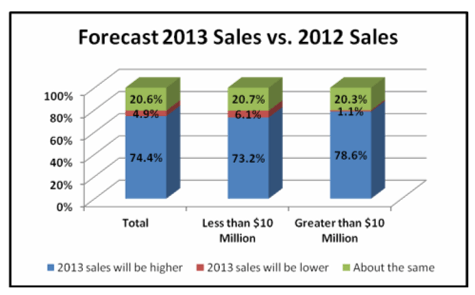 Forecast 2013 Sales vs. 2012 Sales
100%
80%
60%
40%
20%
0%
20.6%
4.9%
74.4%
20.7%
6.1%
73.2%
20.3%
1.1%
78.6%
Total
Less than $10
Million
Greater than $10
Million
2013 sales will be higher
2013 sales will be lower
About the same